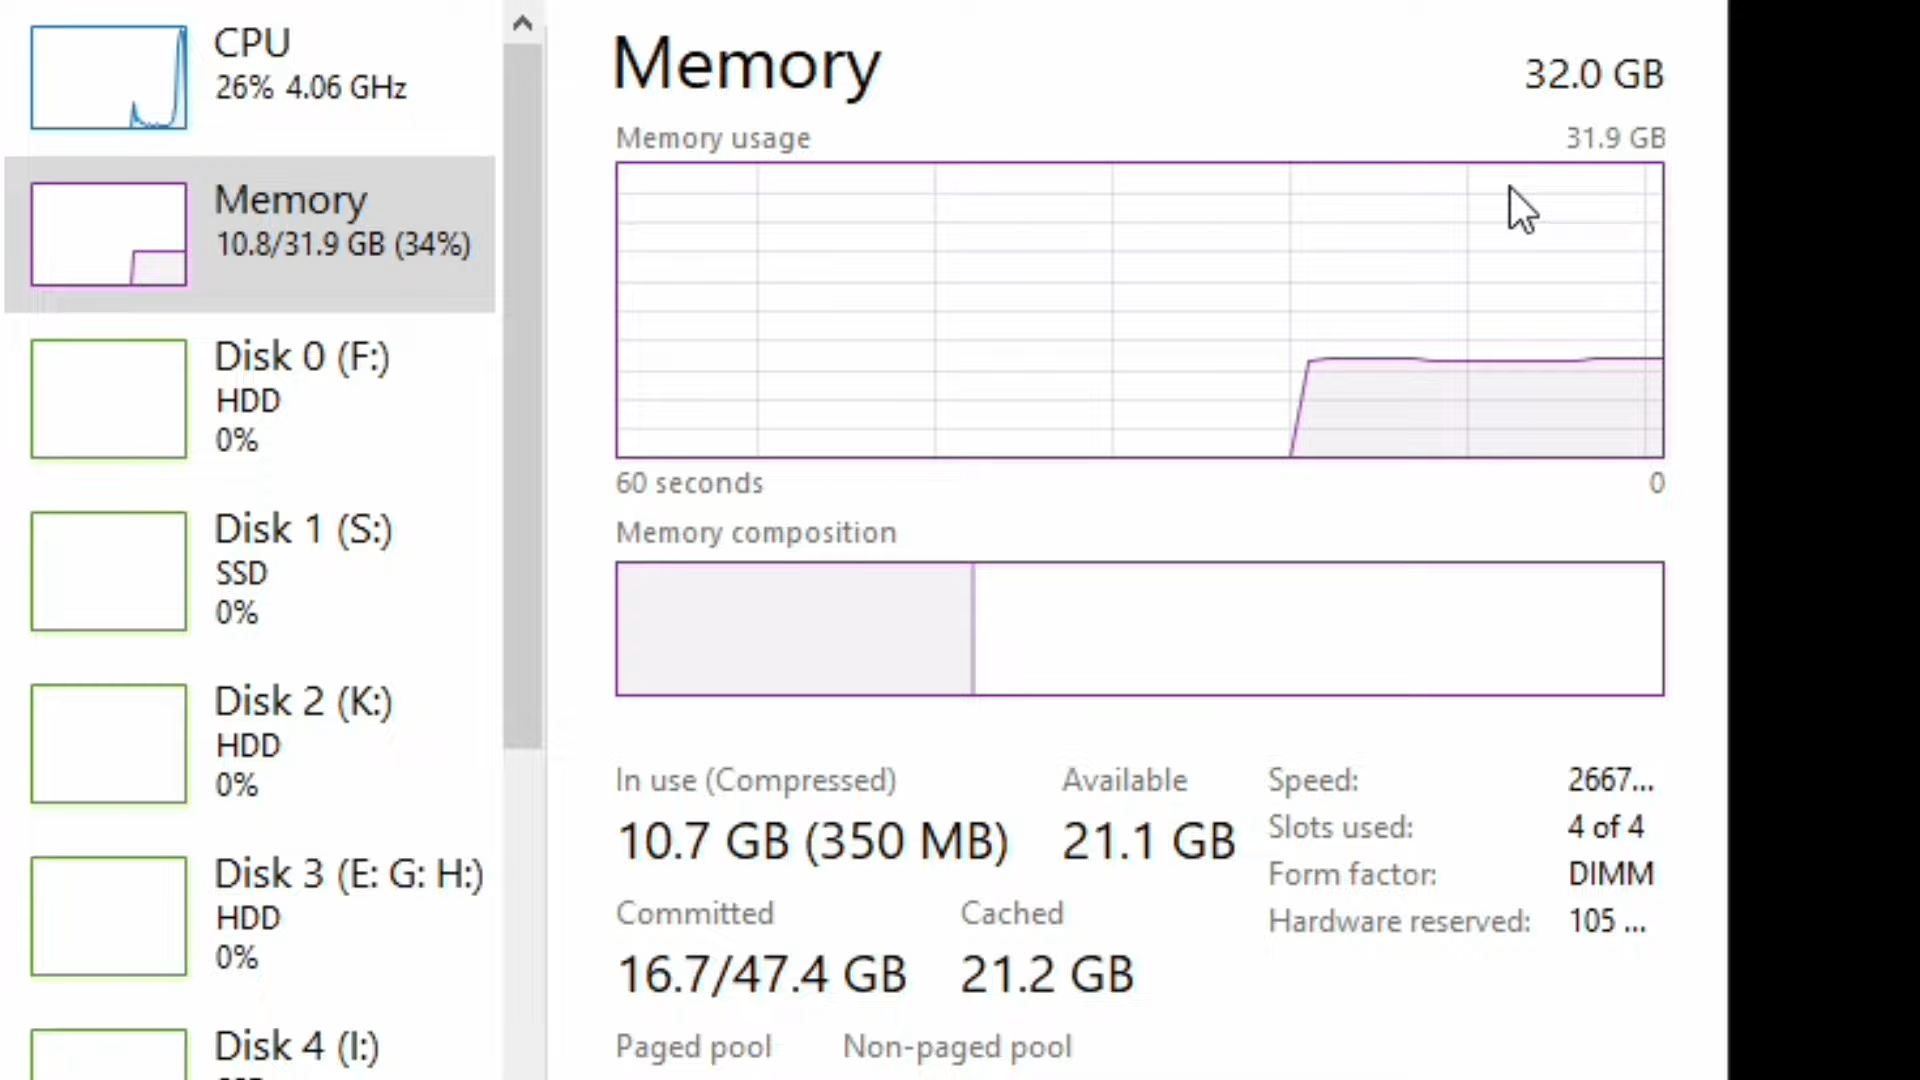 CPU
26% 4.06 GHz
Memory
10.8/31.9 GB (34%)
Disk 0 (F:)
HDD
0%
Disk 1 (S:)
SSD
0%
Disk 2 (K:)
HDD
0%
Disk 3 (E: G: H:)
HDD
0%
Disk 4 (I:)
Memory
32.0 GB
Memory usage
31.9 GB
60 seconds
0
Memory composition
In use (Compressed)
Available
10.7 GB (350 MB)
21.1 GB
Committed
Cached
16.7/47.4 GB
21.2 GB
Paged pool
Non-paged pool
Speed: 2667...
Slots used: 4 of 4
Form factor: DIMM
Hardware reserved: 105 ...